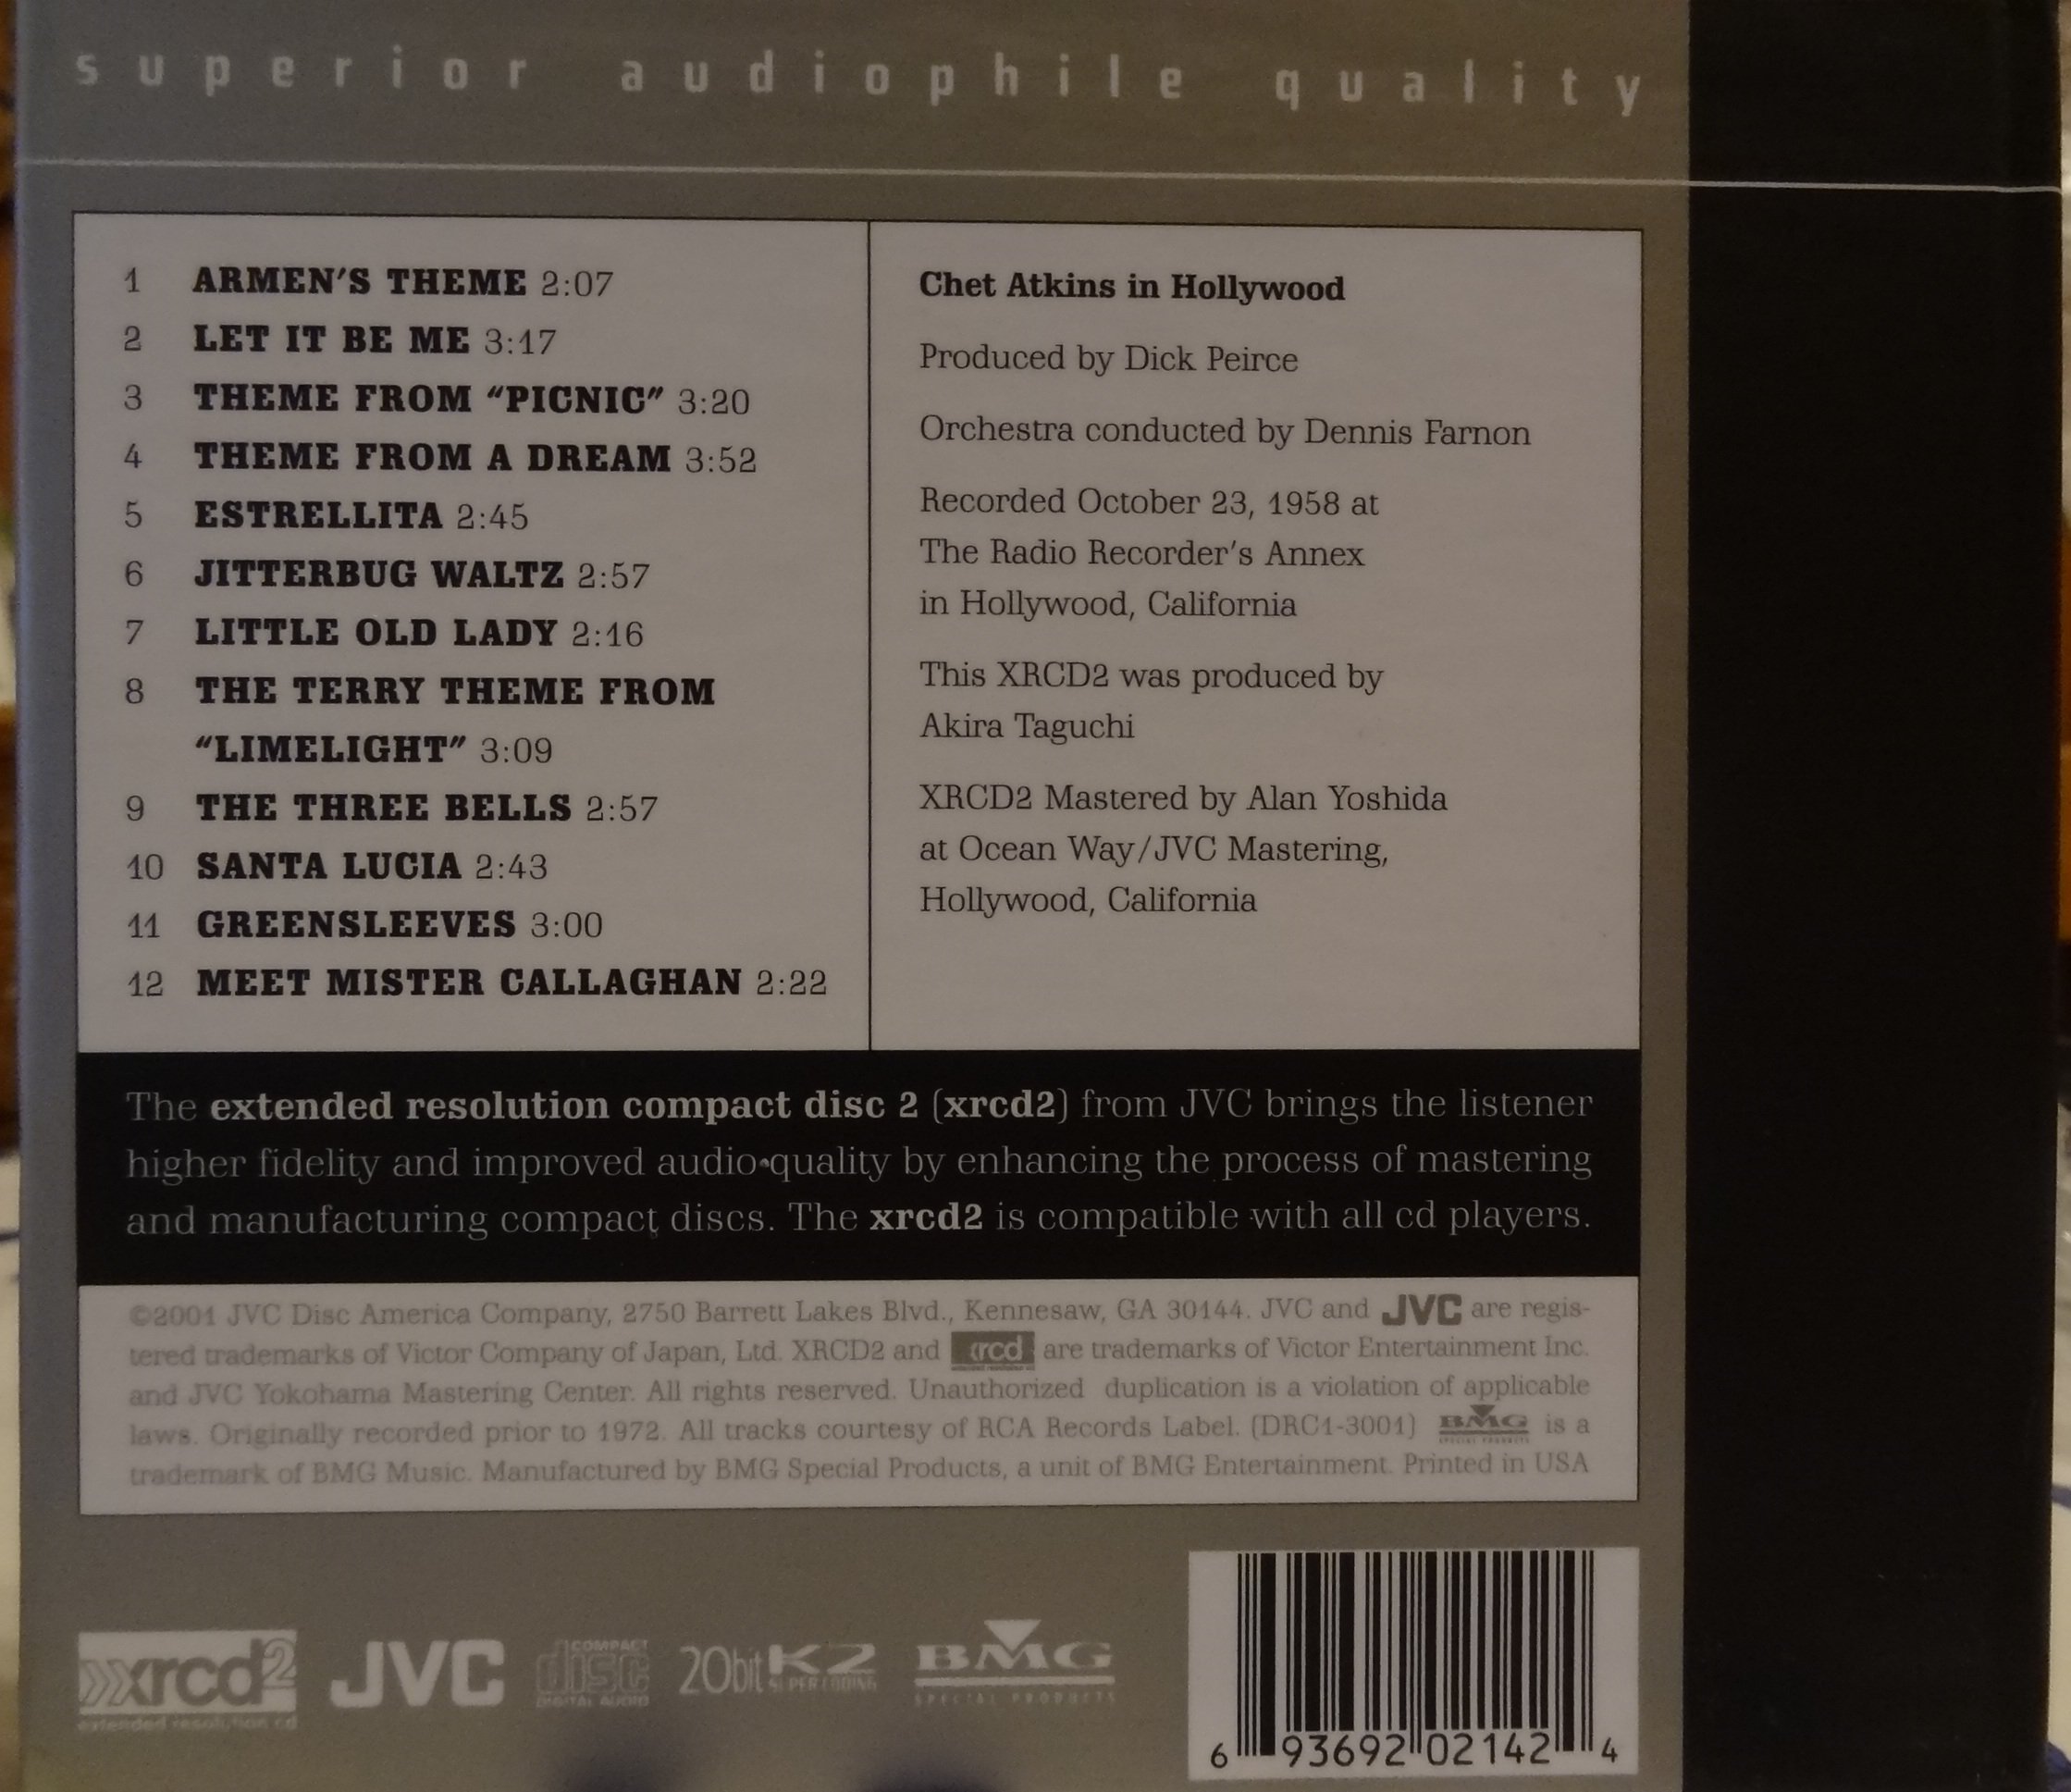 superior audiophile quality
1 ARMEN'S THEME 2:07
2 LET IT BE ME 3:17
3 THEME FROM “PICNIC” 3:20
4 THEME FROM A DREAM 3:52
5 ESTRELLITA 2:45
6 JITTERBUG WALTZ 2:57
7 LITTLE OLD LADY 2:16
8 THE TERRY THEME FROM
“LIMELIGHT” 3:09
9 THE THREE BELLS 2:57
10 SANTA LUCIA 2:43
11 GREENSLEEVES 3:00
12 MEET MISTER CALLAGHAN 2:22
Chet Atkins in Hollywood
Produced by Dick Peirce
Orchestra conducted by Dennis Farnon
Recorded October 23, 1958 at
The Radio Recorder's Annex
in Hollywood, California
This XRCD2 was produced by
Akira Taguchi
XRCD2 Mastered by Alan Yoshida
at Ocean Way/JVC Mastering,
Hollywood, California
The extended resolution compact disc 2 (xrcd2) from JVC brings the listener
higher fidelity and improved audio quality by enhancing the process of mastering
and manufacturing compact discs. The xrcd2 is compatible with all cd players.
©2001 JVC Disc America Company, 2750 Barrett Lakes Blvd., Kennesaw, GA 30144. JVC and JVC are regis-
tered trademarks of Victor Company of Japan, Ltd. XRCD2 and xrcd are trademarks of Victor Entertainment Inc.
and JVC Yokohama Mastering Center. All rights reserved. Unauthorized duplication is a violation of applicable
laws. Originally recorded prior to 1972. All tracks courtesy of RCA Records Label. (DRC1-3001) BMG SPECIAL PRODUCTS is a
trademark of BMG Music. Manufactured by BMG Special Products, a unit of BMG Entertainment. Printed in USA
xrcd2
extended resolution cd
JVC
COMPACT
disc
DIGITAL AUDIO
20bit K2
SUPER CODING
BMG
SPECIAL PRODUCTS
6 93692 02142 4